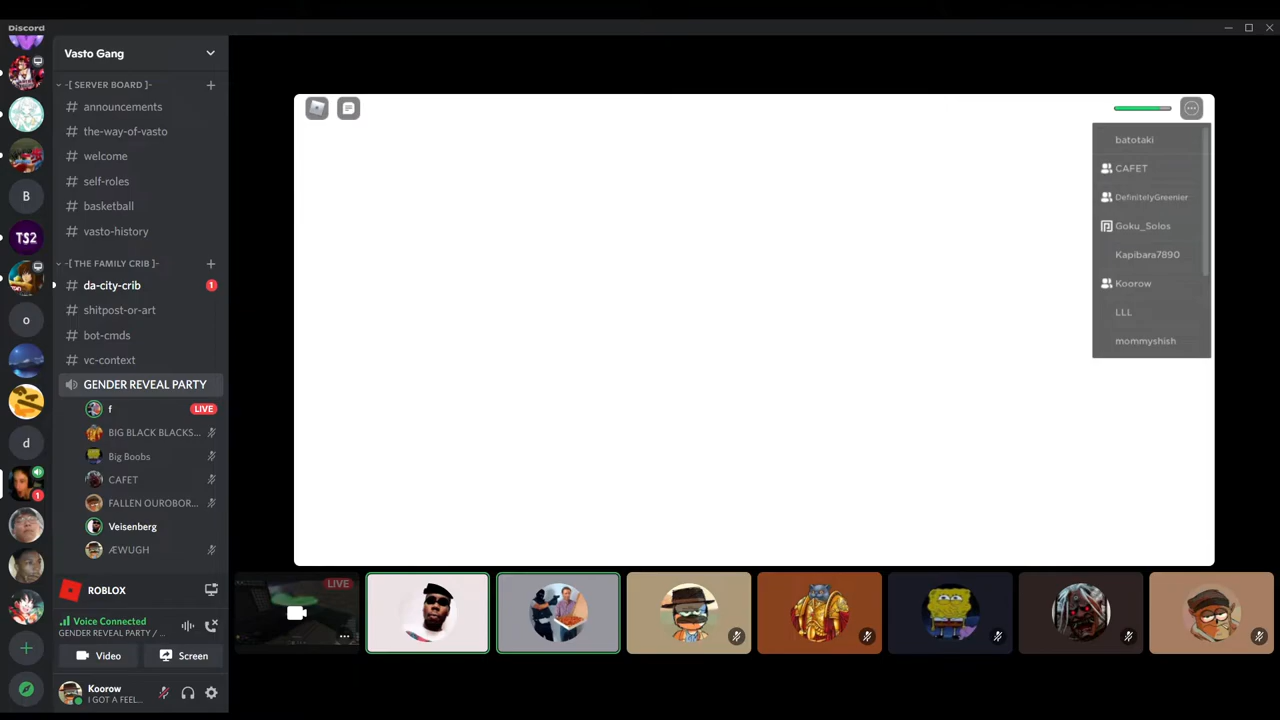 Discord
Vasto Gang
-[ SERVER BOARD ]-
# announcements
# the-way-of-vasto
# welcome
# self-roles
# basketball
# vasto-history
-[ THE FAMILY CRIB ]-
# da-city-crib 1
# shitpost-or-art
# bot-cmds
# vc-context
GENDER REVEAL PARTY
f LIVE
BIG BLACK BLACKS...
Big Boobs
CAFET
FALLEN OUROBOR...
Veisenberg
ÆWUGH
ROBLOX
Voice Connected
GENDER REVEAL PARTY / ...
Video Screen
Koorow
I GOT A FEEL...
B
TS2
o
d
1
batotaki
CAFET
DefinitelyGreenier
Goku_Solos
Kapibara7890
Koorow
LLL
mommyshish
LIVE